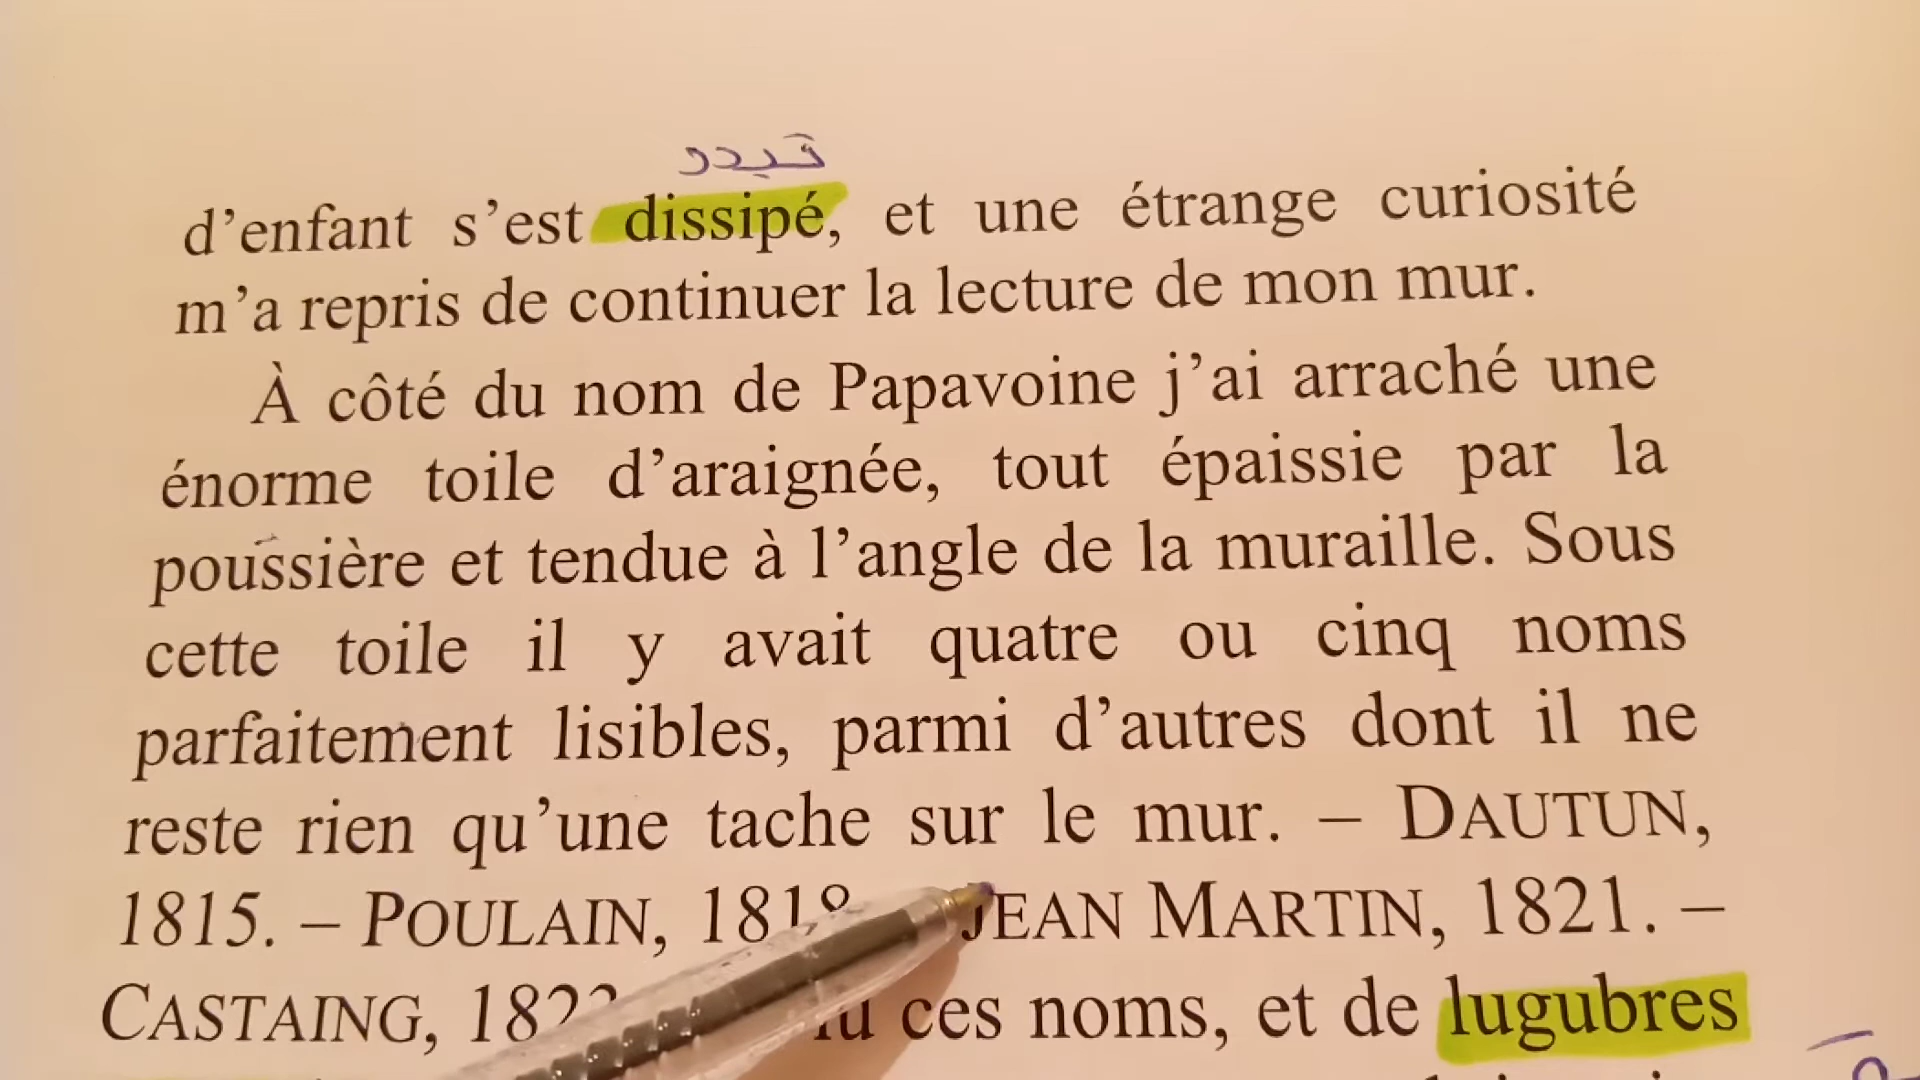 تبدد
d’enfant s’est dissipé, et une étrange curiosité
m’a repris de continuer la lecture de mon mur.
À côté du nom de Papavoine j’ai arraché une
énorme toile d’araignée, tout épaissie par la
poussière et tendue à l’angle de la muraille. Sous
cette toile il y avait quatre ou cinq noms
parfaitement lisibles, parmi d’autres dont il ne
reste rien qu’une tache sur le mur. – DAUTUN,
1815. – POULAIN, 1818 JEAN MARTIN, 1821. –
CASTAING, lu ces noms, et de lugubres